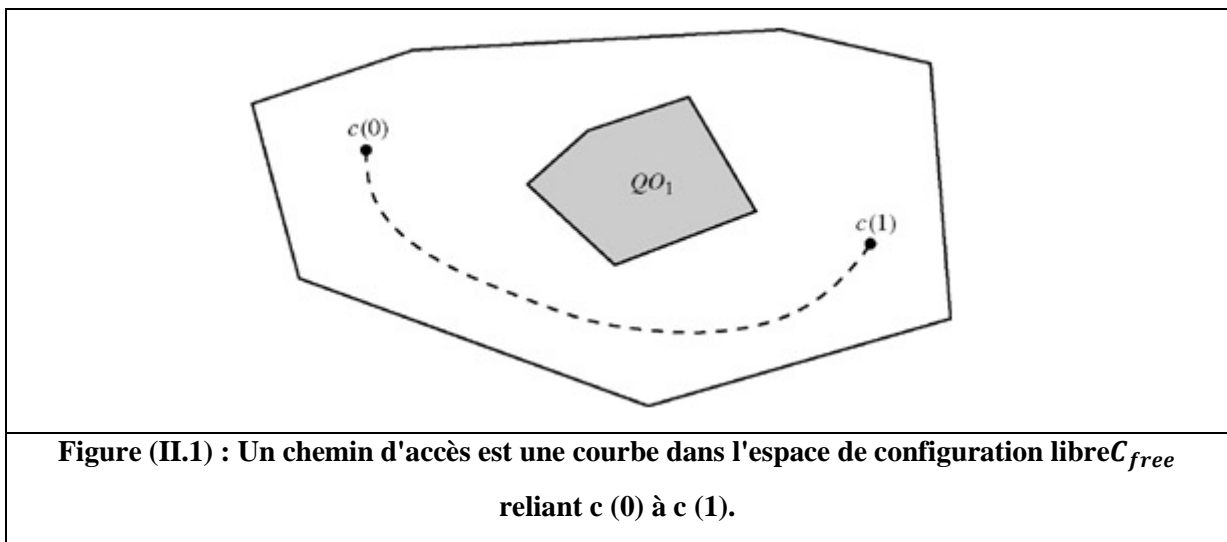 c(0)
QO₁
c(1)
Figure (II.1) : Un chemin d'accès est une courbe dans l'espace de configuration libreC_free
reliant c (0) à c (1).